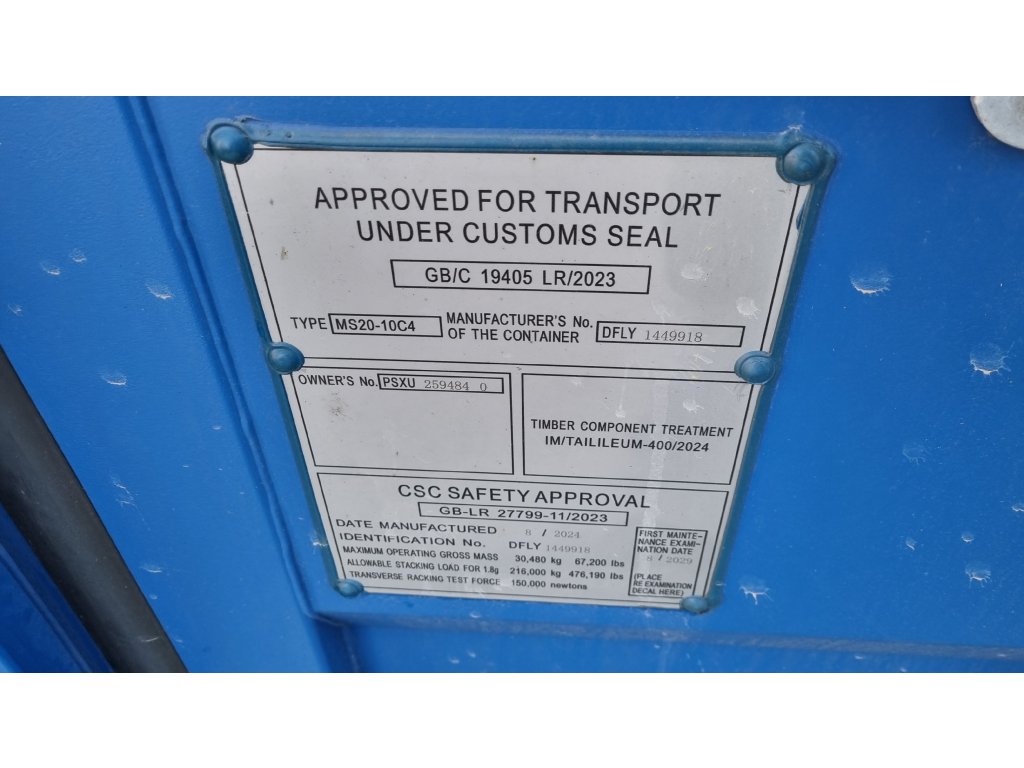 APPROVED FOR TRANSPORT
UNDER CUSTOMS SEAL
GB/C 19405 LR/2023
TYPE MS20-10C4 MANUFACTURER'S No. OF THE CONTAINER DFLY 1449918
OWNER'S No. PSXU 259484 0
TIMBER COMPONENT TREATMENT
IM/TAILILEUM-400/2024
CSC SAFETY APPROVAL
GB-LR 27799-11/2023
DATE MANUFACTURED 8 / 2024
IDENTIFICATION No. DFLY 1449918
MAXIMUM OPERATING GROSS MASS 30,480 kg 67,200 lbs
ALLOWABLE STACKING LOAD FOR 1.8g 216,000 kg 476,190 lbs
TRANSVERSE RACKING TEST FORCE 150,000 newtons
FIRST MAINTE-
NANCE EXAMI-
NATION DATE
8 / 2029
(PLACE
RE EXAMINATION
DECAL HERE)